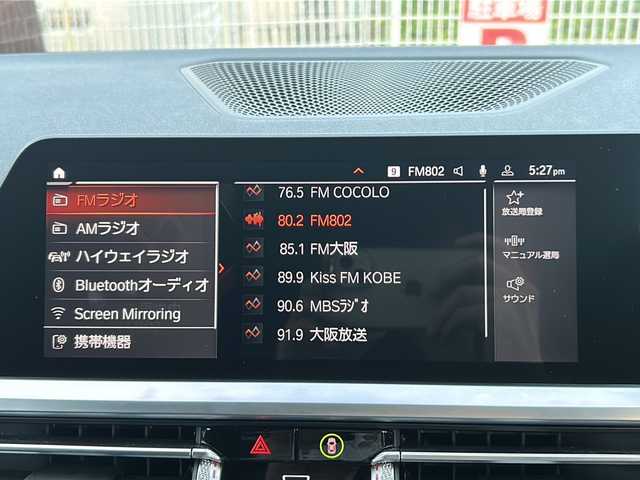 駐車場
P
9 FM802 5:27pm
FMラジオ
AMラジオ
ハイウェイラジオ
Bluetoothオーディオ
Screen Mirroring
携帯機器
76.5 FM COCOLO
80.2 FM802
85.1 FM大阪
89.9 Kiss FM KOBE
90.6 MBSﾗｼﾞｵ
91.9 大阪放送
放送用登録
マニュアル選局
サウンド